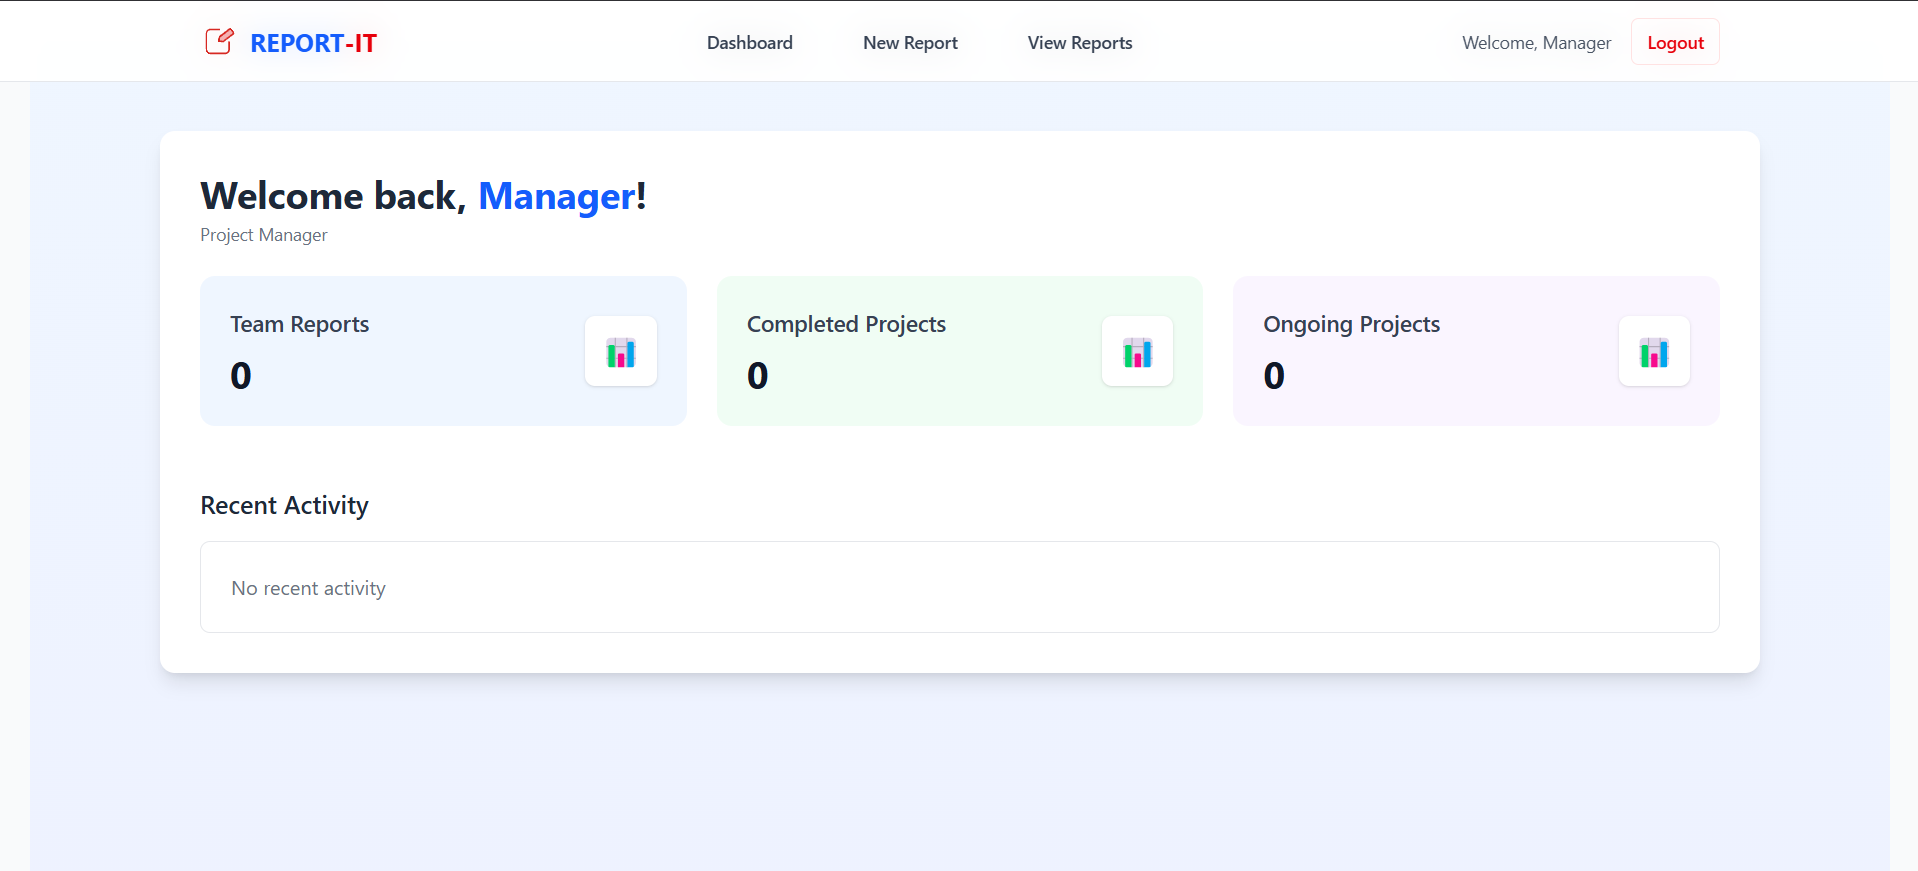 REPORT-IT
Dashboard
New Report
View Reports
Welcome, Manager
Logout
Welcome back, Manager!
Project Manager
Team Reports
0
Completed Projects
0
Ongoing Projects
0
Recent Activity
No recent activity